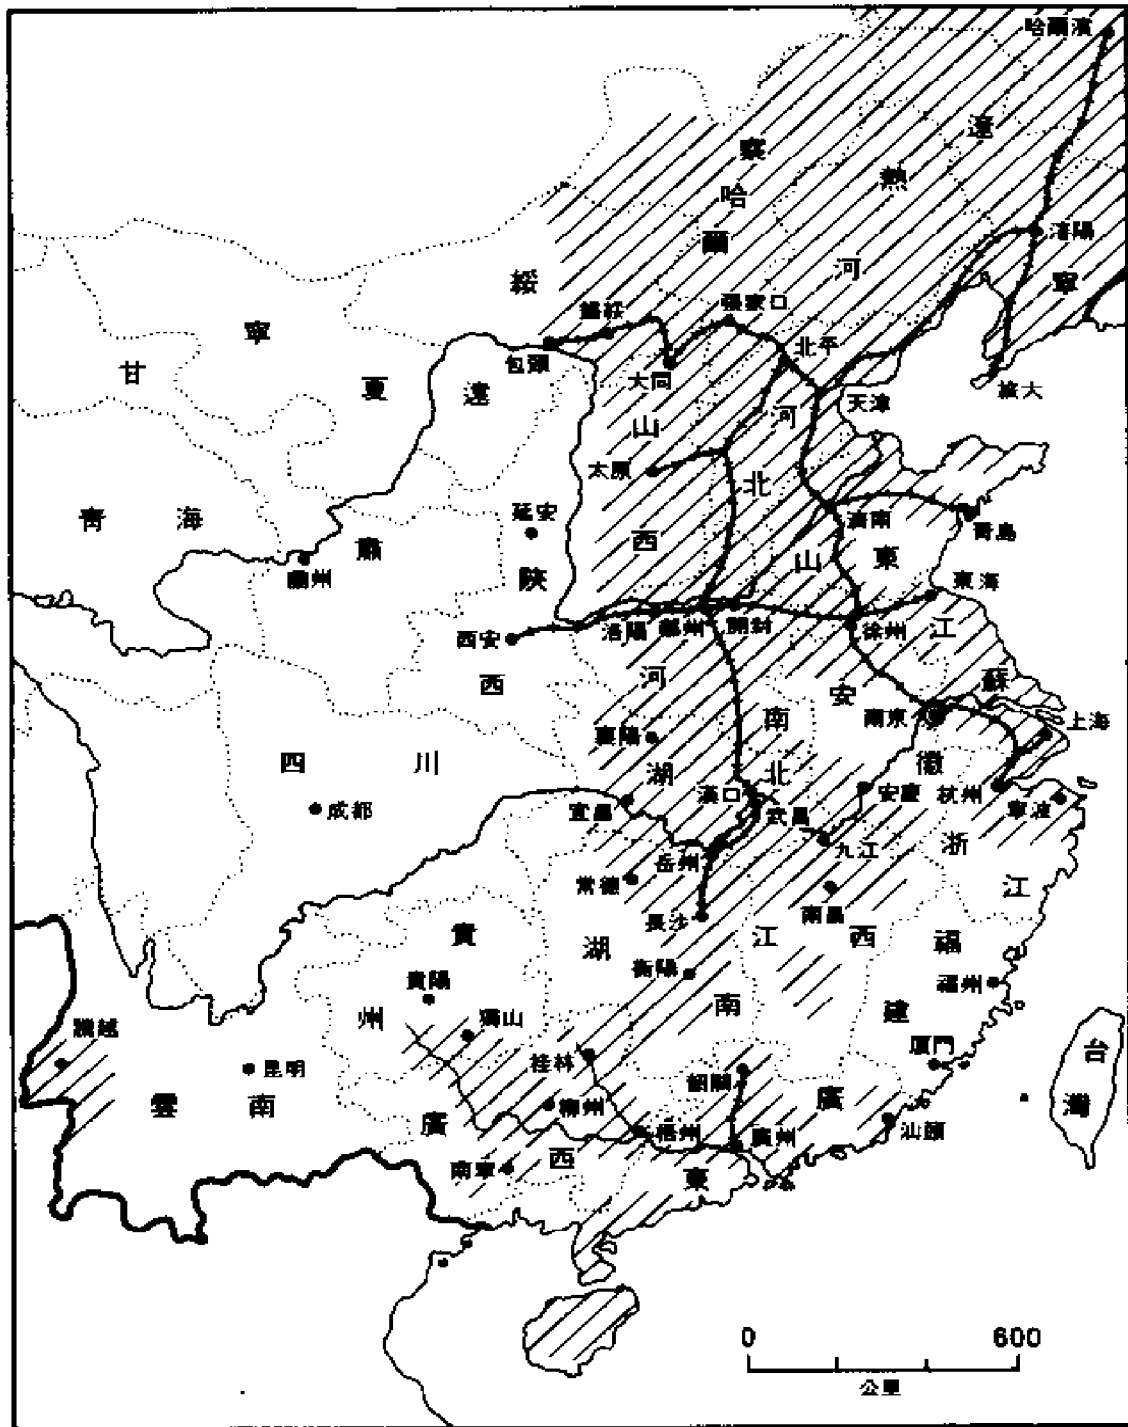 哈爾濱
遼寧
熱河
察哈爾
瀋陽
綏遠
歸綏
張家口
北平
包頭
大同
天津
旅大
寧夏
甘肅
山西
河北
太原
延安
濟南
青島
青海
蘭州
陝西
山東
東海
西安
洛陽
鄭州
開封
徐州
江蘇
河南
安徽
南京
上海
襄陽
湖北
四川
成都
宜昌
漢口
武昌
安慶
杭州
寧波
九江
浙江
岳州
常德
長沙
南昌
湖南
江西
福建
衡陽
福州
貴州
貴陽
獨山
騰越
昆明
雲南
桂林
韶關
廈門
台灣
柳州
廣西
梧州
廣州
廣東
汕頭
南寧
0 600
公里